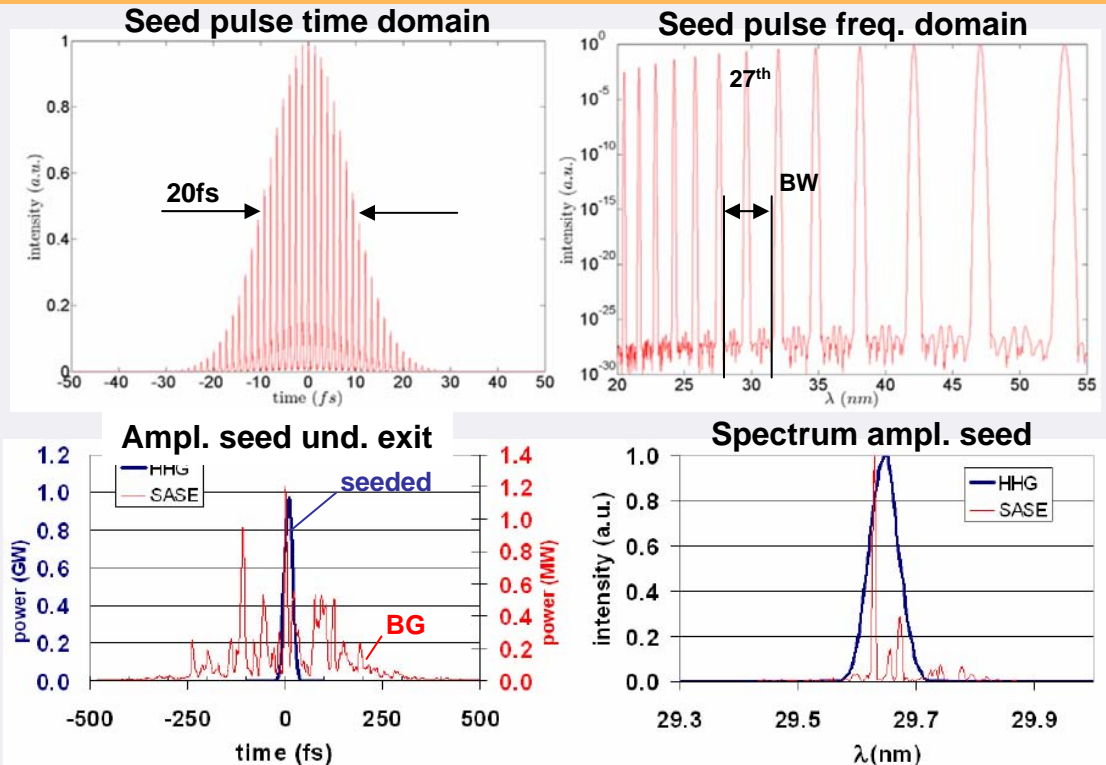 Seed pulse time domain
1
0.8
0.6
0.4
0.2
0
intensity (a.u.)
20fs
-50 -40 -30 -20 -10 0 10 20 30 40 50
time (fs)
Seed pulse freq. domain
10^0
10^-5
10^-10
10^-15
10^-20
10^-25
10^-30
intensity (a.u.)
27th
BW
20 25 30 35 40 45 50 55
λ (nm)
Ampl. seed und. exit
1.2
1.0
0.8
0.6
0.4
0.2
0.0
power (GW)
HHG
SASE
seeded
BG
1.4
1.2
1.0
0.8
0.6
0.4
0.2
0.0
power (MW)
-500 -250 0 250 500
time (fs)
Spectrum ampl. seed
1.0
0.8
0.6
0.4
0.2
0.0
intensity (a.u.)
HHG
SASE
29.3 29.5 29.7 29.9
λ(nm)